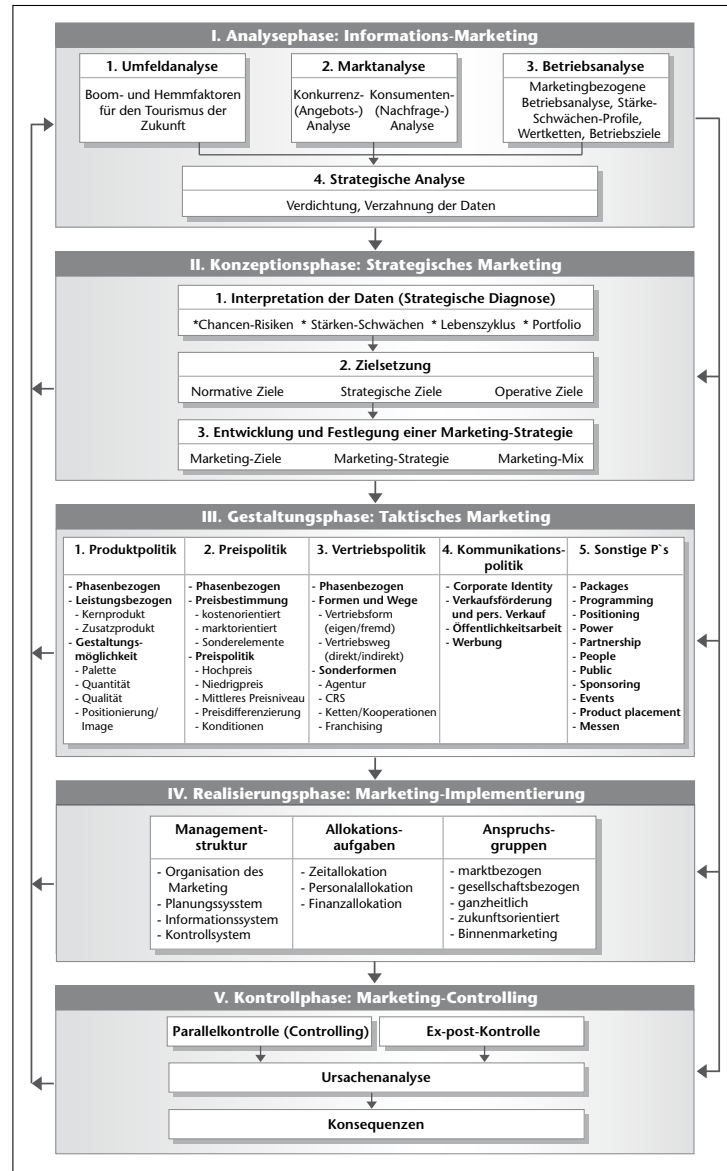 I. Analysephase: Informations-Marketing
1. Umfeldanalyse
Boom- und Hemmfaktoren
für den Tourismus der
Zukunft
2. Marktanalyse
Konkurrenz- Konsumenten-
(Angebots-) (Nachfrage-)
Analyse Analyse
3. Betriebsanalyse
Marketingbezogene
Betriebsanalyse, Stärke-
Schwächen-Profile,
Wertketten, Betriebsziele
4. Strategische Analyse
Verdichtung, Verzahnung der Daten
II. Konzeptionsphase: Strategisches Marketing
1. Interpretation der Daten (Strategische Diagnose)
*Chancen-Risiken * Stärken-Schwächen * Lebenszyklus * Portfolio
2. Zielsetzung
Normative Ziele Strategische Ziele Operative Ziele
3. Entwicklung und Festlegung einer Marketing-Strategie
Marketing-Ziele Marketing-Strategie Marketing-Mix
III. Gestaltungsphase: Taktisches Marketing
1. Produktpolitik
- Phasenbezogen
- Leistungsbezogen
- Kernprodukt
- Zusatzprodukt
- Gestaltungs-
möglichkeit
- Palette
- Quantität
- Qualität
- Positionierung/
Image
2. Preispolitik
- Phasenbezogen
- Preisbestimmung
- kostenorientiert
- marktorientiert
- Sonderelemente
- Preispolitik
- Hochpreis
- Niedrigpreis
- Mittleres Preisniveau
- Preisdifferenzierung
- Konditionen
3. Vertriebspolitik
- Phasenbezogen
- Formen und Wege
- Vertriebsform
(eigen/fremd)
- Vertriebsweg
(direkt/indirekt)
- Sonderformen
- Agentur
- CRS
- Ketten/Kooperationen
- Franchising
4. Kommunikations-
politik
- Corporate Identity
- Verkaufsförderung
und pers. Verkauf
- Öffentlichkeitsarbeit
- Werbung
5. Sonstige P`s
- Packages
- Programming
- Positioning
- Power
- Partnership
- People
- Public
- Sponsoring
- Events
- Product placement
- Messen
IV. Realisierungsphase: Marketing-Implementierung
Management-
struktur
- Organisation des
Marketing
- Planungssysstem
- Informationssystem
- Kontrollsystem
Allokations-
aufgaben
- Zeitallokation
- Personalallokation
- Finanzallokation
Anspruchs-
gruppen
- marktbezogen
- gesellschaftsbezogen
- ganzheitlich
- zukunftsorientiert
- Binnenmarketing
V. Kontrollphase: Marketing-Controlling
Parallelkontrolle (Controlling)
Ex-post-Kontrolle
Ursachenanalyse
Konsequenzen